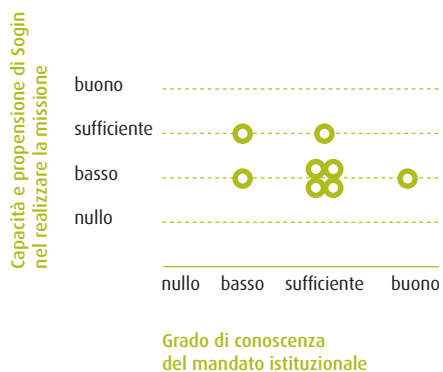 Capacità e propensione di Sogin
nel realizzare la missione
buono
sufficiente
basso
nullo
nullo basso sufficiente buono
Grado di conoscenza
del mandato istituzionale